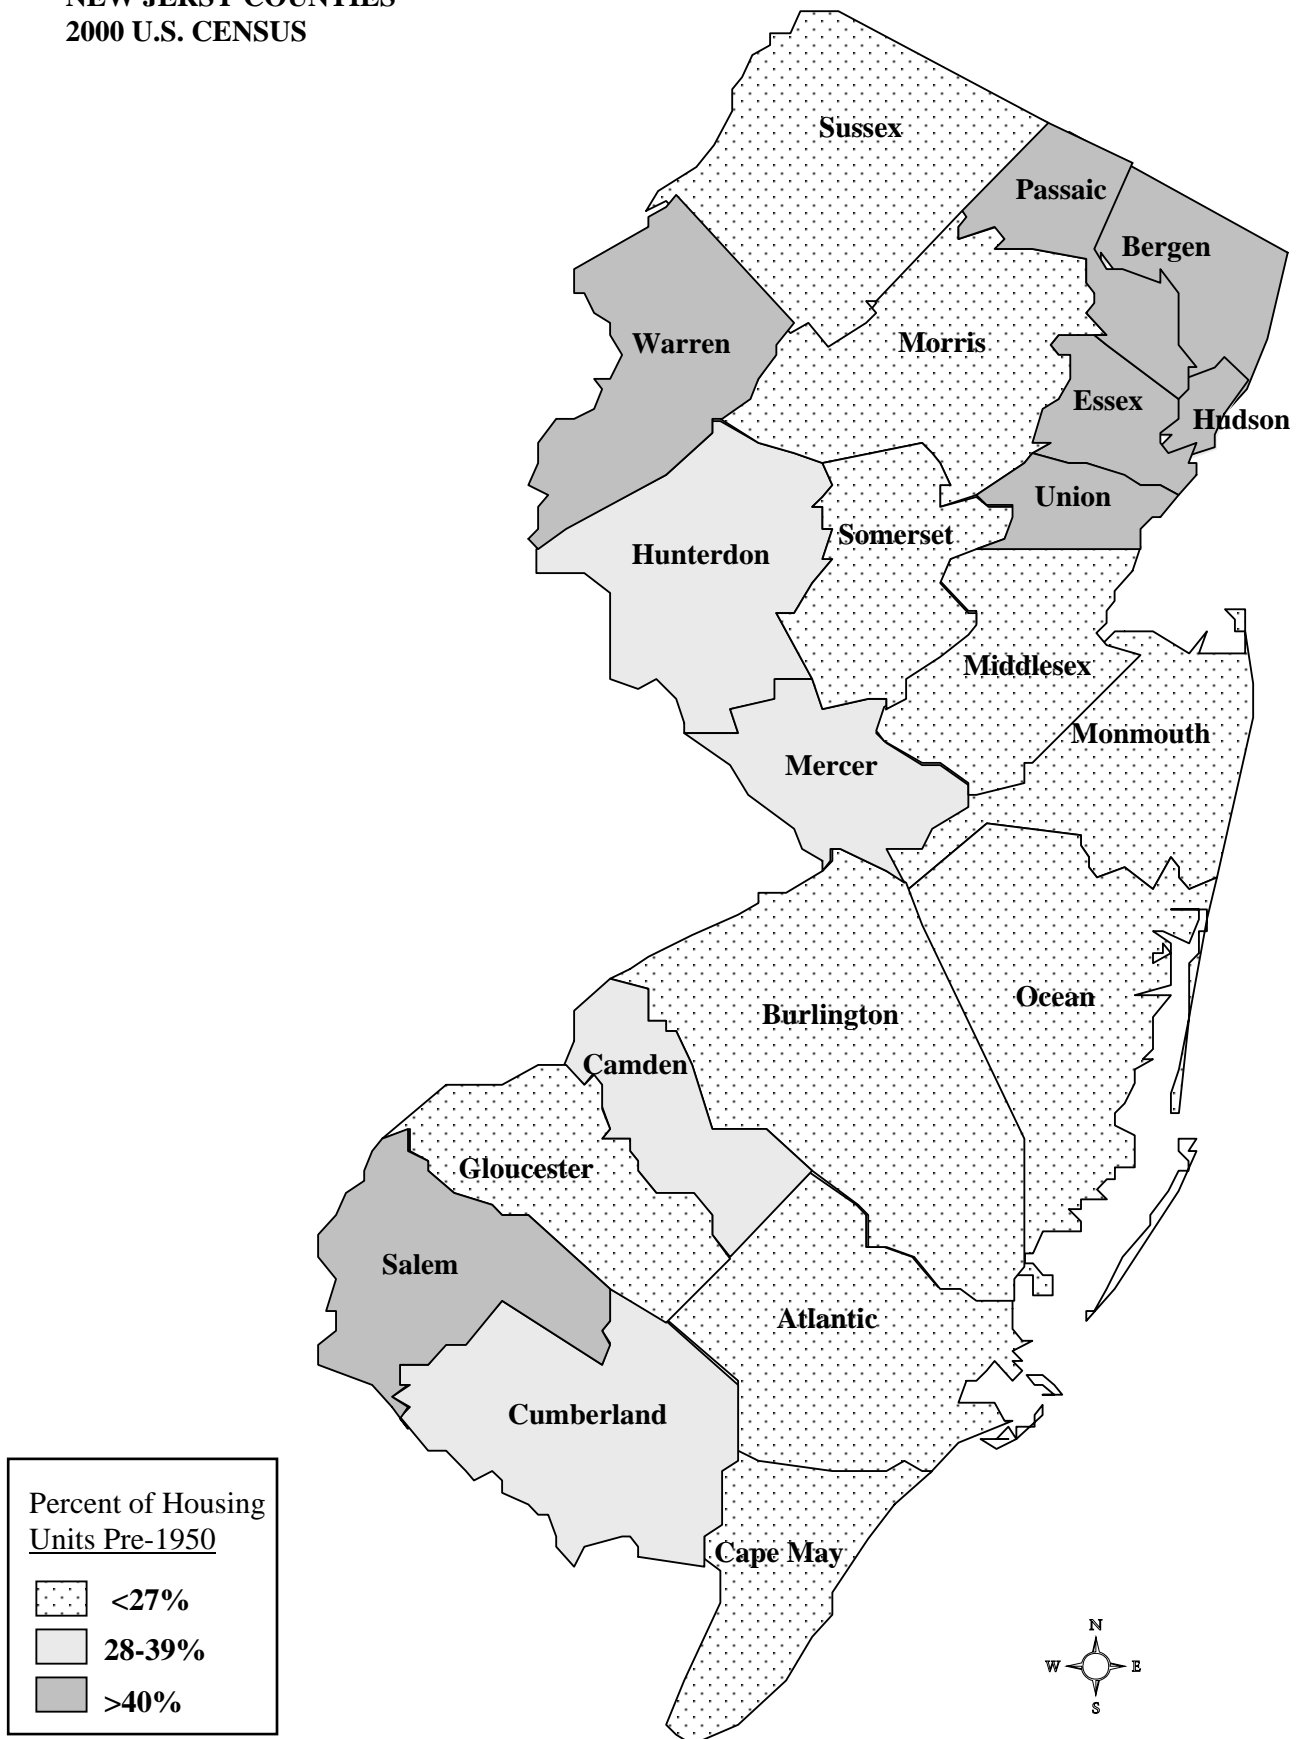 NEW JERSY COUNTIES
2000 U.S. CENSUS
Sussex
Passaic
Bergen
Warren
Morris
Essex
Hudson
Union
Somerset
Hunterdon
Middlesex
Monmouth
Mercer
Ocean
Burlington
Camden
Gloucester
Salem
Atlantic
Cumberland
Cape May
Percent of Housing
Units Pre-1950
<27%
28-39%
>40%
N
W E
S